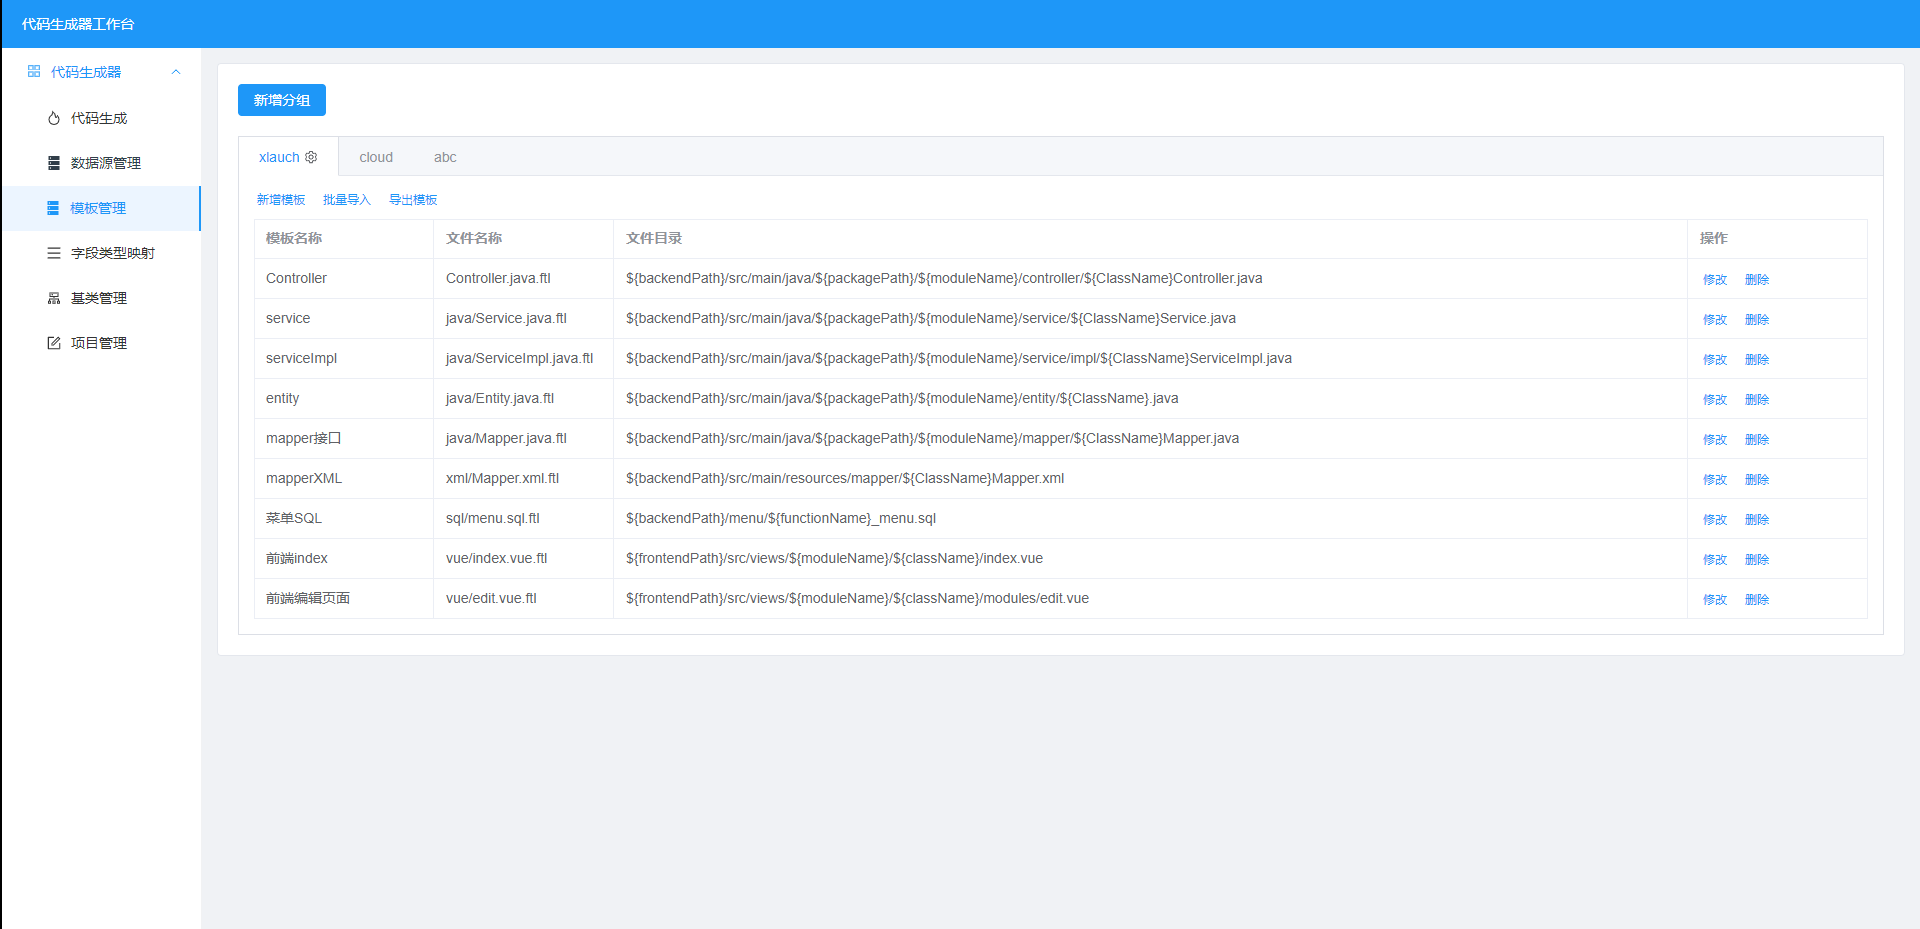 代码生成器工作台
代码生成器
代码生成
数据源管理
模板管理
字段类型映射
基类管理
项目管理
新增分组
xlauch cloud abc
新增模板 批量导入 导出模板
模板名称 文件名称 文件目录 操作
Controller Controller.java.ftl ${backendPath}/src/main/java/${packagePath}/${moduleName}/controller/${ClassName}Controller.java 修改 删除
service java/Service.java.ftl ${backendPath}/src/main/java/${packagePath}/${moduleName}/service/${ClassName}Service.java 修改 删除
serviceImpl java/ServiceImpl.java.ftl ${backendPath}/src/main/java/${packagePath}/${moduleName}/service/impl/${ClassName}ServiceImpl.java 修改 删除
entity java/Entity.java.ftl ${backendPath}/src/main/java/${packagePath}/${moduleName}/entity/${ClassName}.java 修改 删除
mapper接口 java/Mapper.java.ftl ${backendPath}/src/main/java/${packagePath}/${moduleName}/mapper/${ClassName}Mapper.java 修改 删除
mapperXML xml/Mapper.xml.ftl ${backendPath}/src/main/resources/mapper/${ClassName}Mapper.xml 修改 删除
菜单SQL sql/menu.sql.ftl ${backendPath}/menu/${functionName}_menu.sql 修改 删除
前端index vue/index.vue.ftl ${frontendPath}/src/views/${moduleName}/${className}/index.vue 修改 删除
前端编辑页面 vue/edit.vue.ftl ${frontendPath}/src/views/${moduleName}/${className}/modules/edit.vue 修改 删除